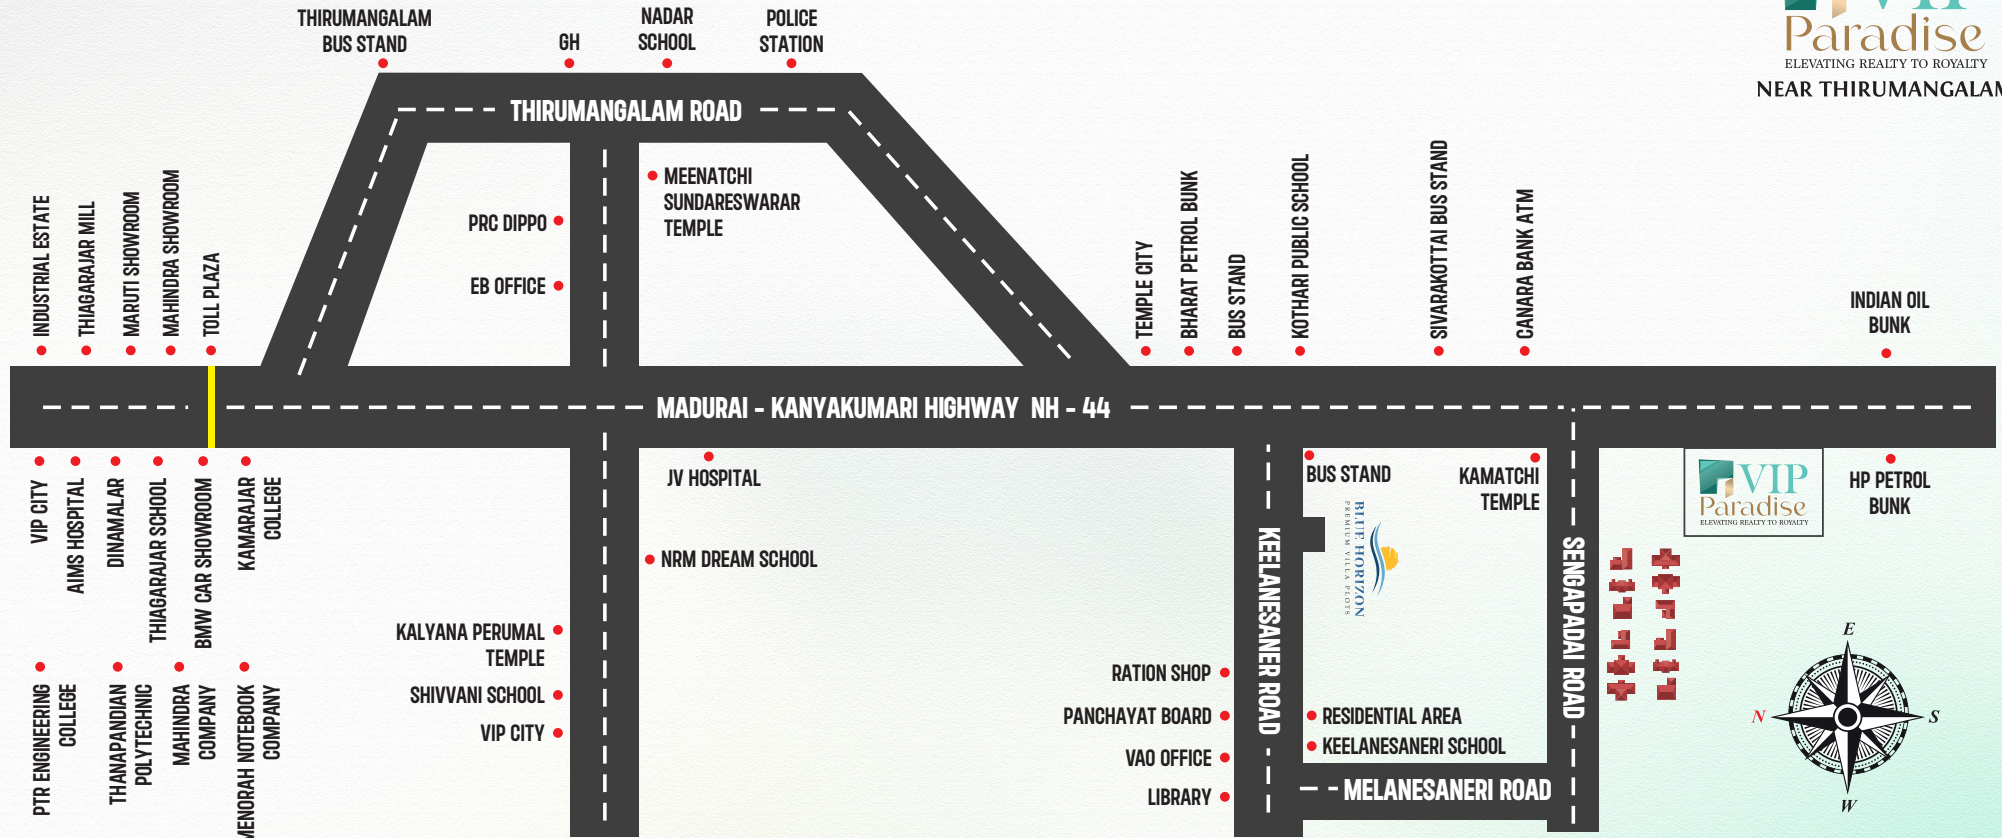 THIRUMANGALAM
BUS STAND
GH
NADAR
SCHOOL
POLICE
STATION
VIP
Paradise
ELEVATING REALTY TO ROYALTY
NEAR THIRUMANGALAM
THIRUMANGALAM ROAD
MEENATCHI
SUNDARESWARAR
TEMPLE
PRC DIPPO
EB OFFICE
INDUSTRIAL ESTATE
THIAGARAJAR MILL
MARUTI SHOWROOM
MAHINDRA SHOWROOM
TOLL PLAZA
TEMPLE CITY
BHARAT PETROL BUNK
BUS STAND
KOTHARI PUBLIC SCHOOL
SIVARAKOTTAI BUS STAND
CANARA BANK ATM
INDIAN OIL
BUNK
MADURAI - KANYAKUMARI HIGHWAY NH - 44
VIP CITY
AIMS HOSPITAL
DINAMALAR
THIAGARAJAR SCHOOL
BMW CAR SHOWROOM
KAMARAJAR
COLLEGE
JV HOSPITAL
NRM DREAM SCHOOL
KALYANA PERUMAL
TEMPLE
SHIVVANI SCHOOL
VIP CITY
PTR ENGINEERING
COLLEGE
THANAPANDIAN
POLYTECHNIC
MAHINDRA
COMPANY
MENORAH NOTEBOOK
COMPANY
BUS STAND
KAMATCHI
TEMPLE
BLUE HORIZON
PREMIUM VILLA PLOTS
KEELANESANER ROAD
SENGAPADAI ROAD
VIP
Paradise
ELEVATING REALTY TO ROYALTY
HP PETROL
BUNK
RATION SHOP
PANCHAYAT BOARD
VAO OFFICE
LIBRARY
RESIDENTIAL AREA
KEELANESANERI SCHOOL
MELANESANERI ROAD
E
N
S
W